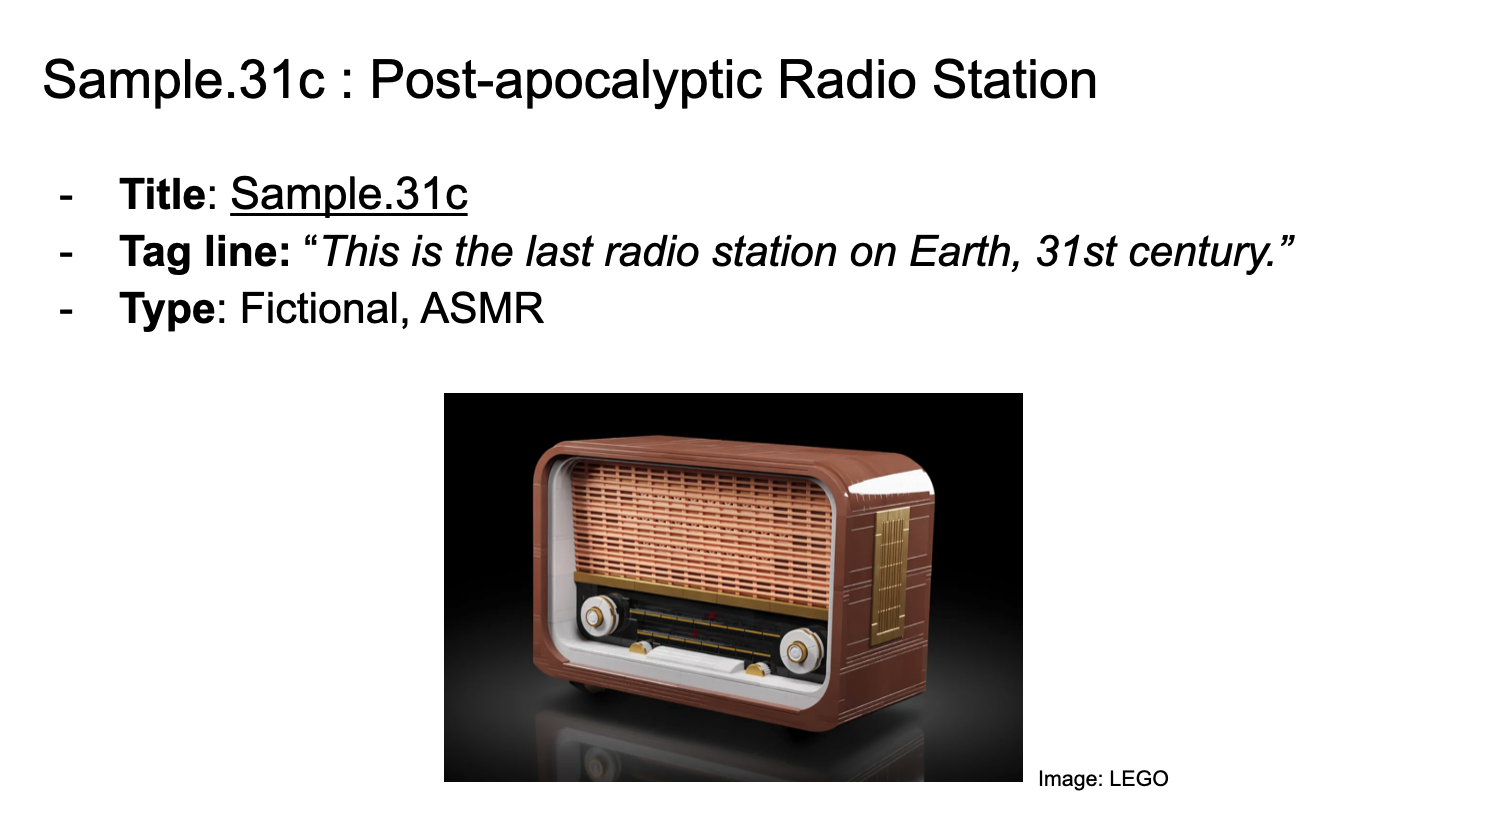 Sample.31c : Post-apocalyptic Radio Station
- Title: Sample.31c
- Tag line: “This is the last radio station on Earth, 31st century.”
- Type: Fictional, ASMR
Image: LEGO